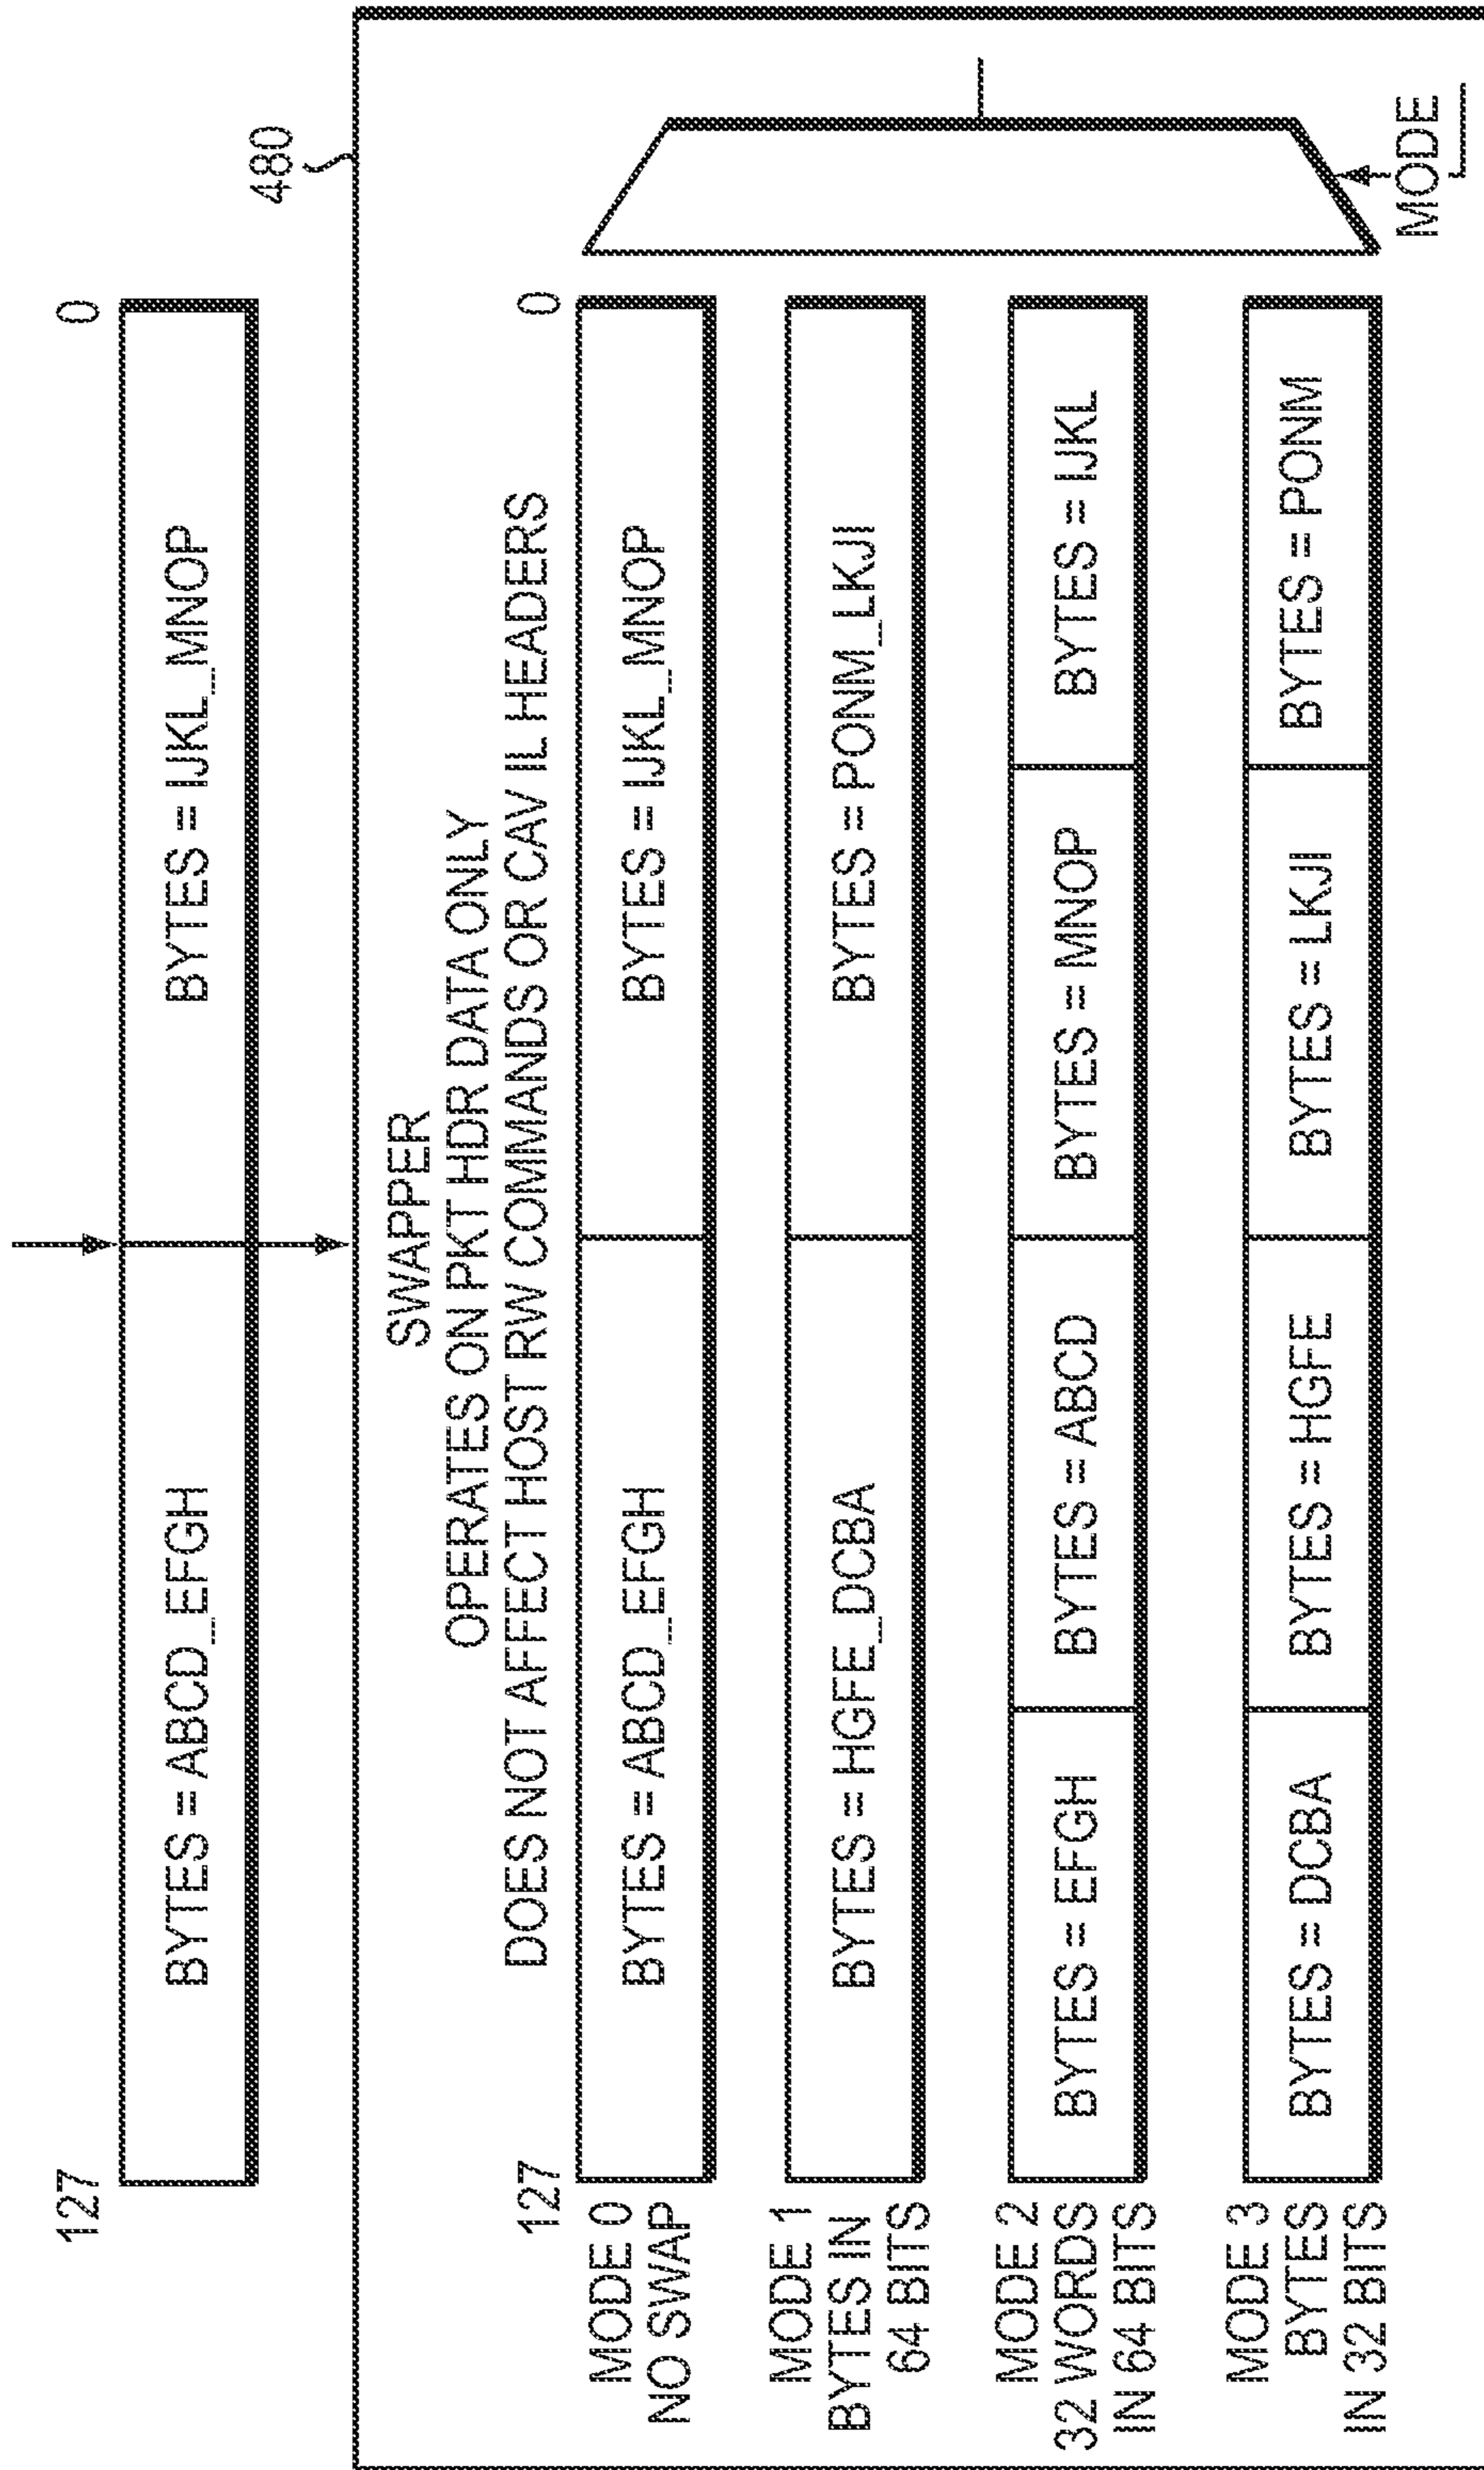 127 0
BYTES = ABCD_EFGH BYTES = IJKL_MNOP
480
SWAPPER
OPERATES ON PKT HDR DATA ONLY
DOES NOT AFFECT HOST RW COMMANDS OR CAV IL HEADERS
127 0
MODE 0
NO SWAP
BYTES = ABCD_EFGH BYTES = IJKL_MNOP
MODE 1
BYTES IN
64 BITS
BYTES = HGFE_DCBA BYTES = PONM_LKJI
MODE 2
32 WORDS
IN 64 BITS
BYTES = EFGH BYTES = ABCD BYTES = MNOP BYTES = IJKL
MODE 3
BYTES
IN 32 BITS
BYTES = DCBA BYTES = HGFE BYTES = LKJI BYTES = PONM
MODE